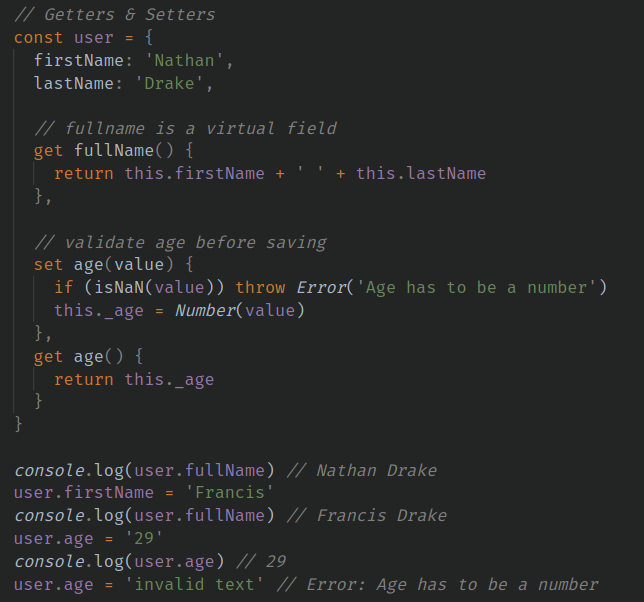 // Getters & Setters
const user = {
  firstName: 'Nathan',
  lastName: 'Drake',

  // fullname is a virtual field
  get fullName() {
    return this.firstName + ' ' + this.lastName
  },

  // validate age before saving
  set age(value) {
    if (isNaN(value)) throw Error('Age has to be a number')
    this._age = Number(value)
  },
  get age() {
    return this._age
  }
}

console.log(user.fullName) // Nathan Drake
user.firstName = 'Francis'
console.log(user.fullName) // Francis Drake
user.age = '29'
console.log(user.age) // 29
user.age = 'invalid text' // Error: Age has to be a number